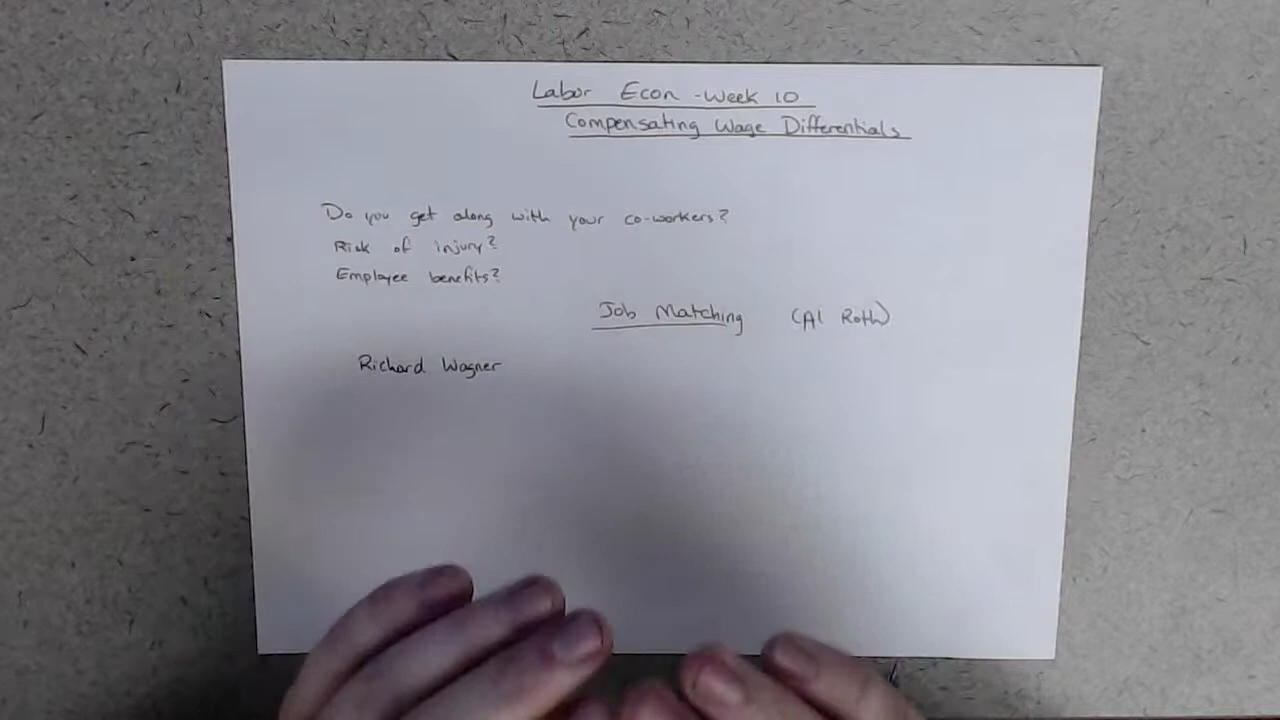 Labor Econ - Week 10
Compensating Wage Differentials
Do you get along with your co-workers?
Risk of injury?
Employee benefits?
Job Matching (Al Roth)
Richard Wagner